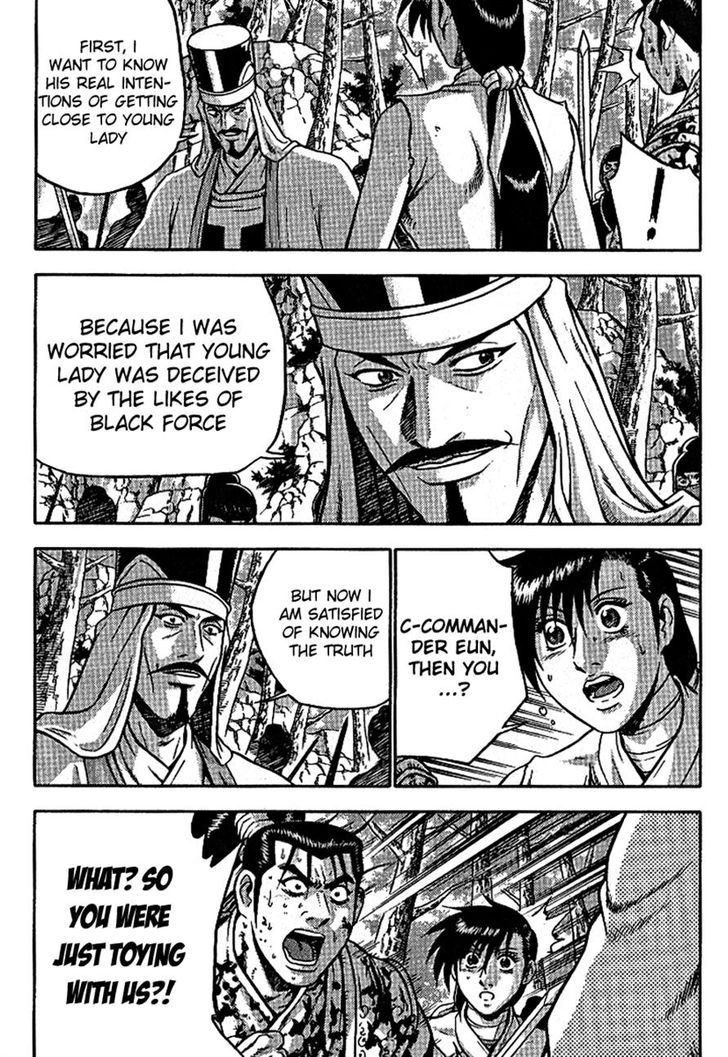 FIRST, I
WANT TO KNOW
HIS REAL INTEN-
TIONS OF GETTING
CLOSE TO YOUNG
LADY
!
BECAUSE I WAS
WORRIED THAT YOUNG
LADY WAS DECEIVED
BY THE LIKES OF
BLACK FORCE
BUT NOW I
AM SATISFIED
OF KNOWING
THE TRUTH
C-COMMAN-
DER EUN,
THEN YOU
...?
WHAT? SO
YOU WERE
JUST TOYING
WITH US?!